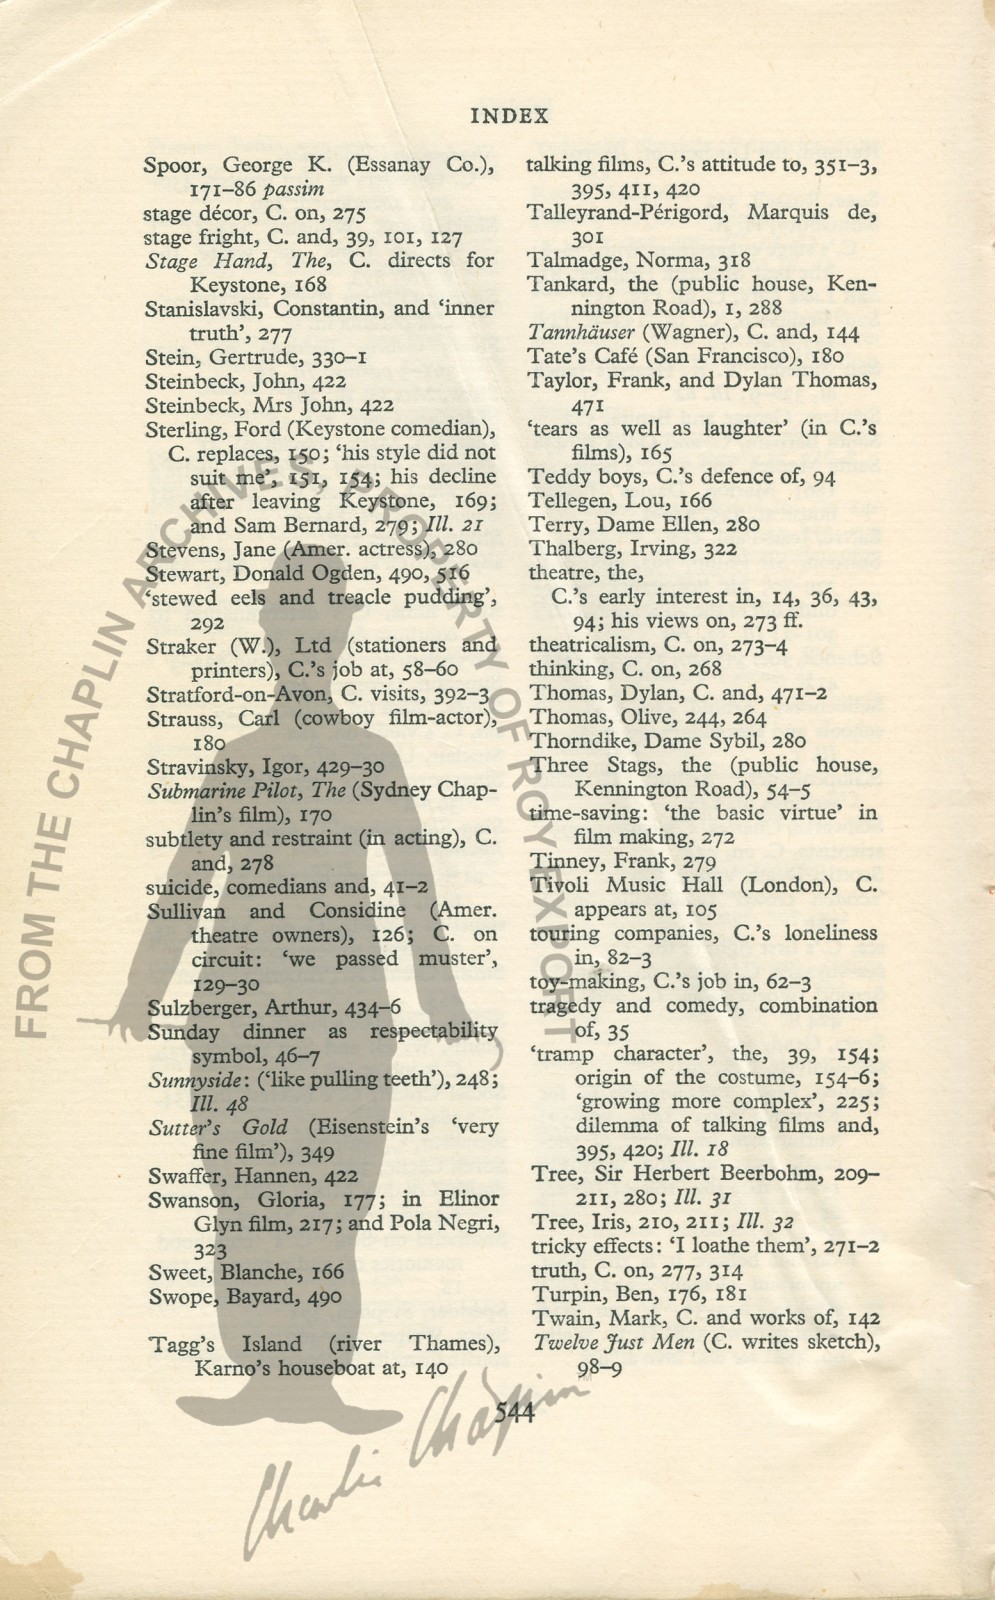 INDEX
Spoor, George K. (Essanay Co.),
171–86 passim
stage décor, C. on, 275
stage fright, C. and, 39, 101, 127
Stage Hand, The, C. directs for
Keystone, 168
Stanislavski, Constantin, and ‘inner
truth’, 277
Stein, Gertrude, 330–1
Steinbeck, John, 422
Steinbeck, Mrs John, 422
Sterling, Ford (Keystone comedian),
C. replaces, 150; ‘his style did not
suit me’, 151, 154; his decline
after leaving Keystone, 169;
and Sam Bernard, 279; Ill. 21
Stevens, Jane (Amer. actress), 280
Stewart, Donald Ogden, 490, 516
‘stewed eels and treacle pudding’,
292
Straker (W.), Ltd (stationers and
printers), C.’s job at, 58–60
Stratford-on-Avon, C. visits, 392–3
Strauss, Carl (cowboy film-actor),
180
Stravinsky, Igor, 429–30
Submarine Pilot, The (Sydney Chap-
lin’s film), 170
subtlety and restraint (in acting), C.
and, 278
suicide, comedians and, 41–2
Sullivan and Considine (Amer.
theatre owners), 126; C. on
circuit: ‘we passed muster’,
129–30
Sulzberger, Arthur, 434–6
Sunday dinner as respectability
symbol, 46–7
Sunnyside: (‘like pulling teeth’), 248;
Ill. 48
Sutter’s Gold (Eisenstein’s ‘very
fine film’), 349
Swaffer, Hannen, 422
Swanson, Gloria, 177; in Elinor
Glyn film, 217; and Pola Negri,
323
Sweet, Blanche, 166
Swope, Bayard, 490
Tagg’s Island (river Thames),
Karno’s houseboat at, 140
talking films, C.’s attitude to, 351–3,
395, 411, 420
Talleyrand-Périgord, Marquis de,
301
Talmadge, Norma, 318
Tankard, the (public house, Ken-
nington Road), 1, 288
Tannhäuser (Wagner), C. and, 144
Tate’s Café (San Francisco), 180
Taylor, Frank, and Dylan Thomas,
471
‘tears as well as laughter’ (in C.’s
films), 165
Teddy boys, C.’s defence of, 94
Tellegen, Lou, 166
Terry, Dame Ellen, 280
Thalberg, Irving, 322
theatre, the,
C.’s early interest in, 14, 36, 43,
94; his views on, 273 ff.
theatricalism, C. on, 273–4
thinking, C. on, 268
Thomas, Dylan, C. and, 471–2
Thomas, Olive, 244, 264
Thorndike, Dame Sybil, 280
Three Stags, the (public house,
Kennington Road), 54–5
time-saving: ‘the basic virtue’ in
film making, 272
Tinney, Frank, 279
Tivoli Music Hall (London), C.
appears at, 105
touring companies, C.’s loneliness
in, 82–3
toy-making, C.’s job in, 62–3
tragedy and comedy, combination
of, 35
‘tramp character’, the, 39, 154;
origin of the costume, 154–6;
‘growing more complex’, 225;
dilemma of talking films and,
395, 420; Ill. 18
Tree, Sir Herbert Beerbohm, 209–
211, 280; Ill. 31
Tree, Iris, 210, 211; Ill. 32
tricky effects: ‘I loathe them’, 271–2
truth, C. on, 277, 314
Turpin, Ben, 176, 181
Twain, Mark, C. and works of, 142
Twelve Just Men (C. writes sketch),
98–9
544
FROM THE CHAPLIN ARCHIVES, PROPERTY OF ROY EXPORT
Charlie Chaplin™